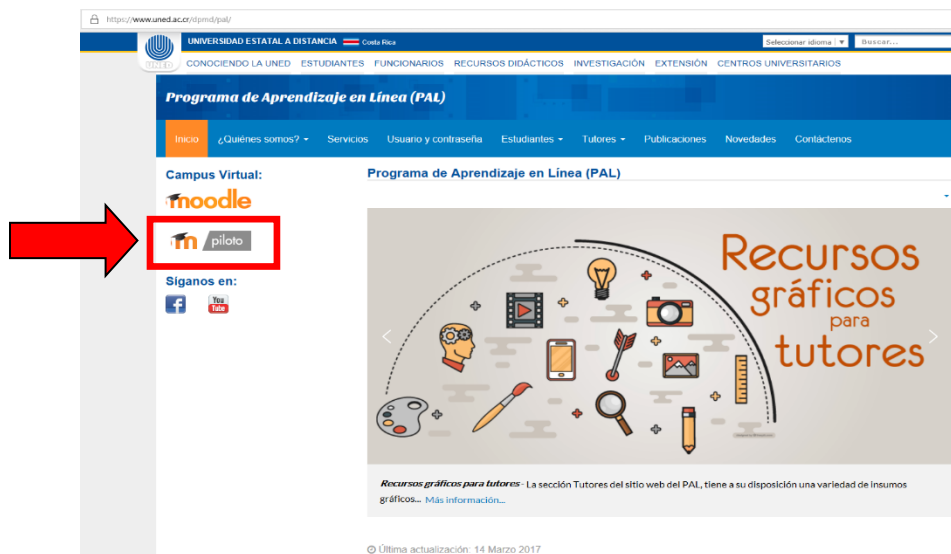 https://www.uned.ac.cr/dpmd/pal/
UNIVERSIDAD ESTATAL A DISTANCIA Costa Rica
Seleccionar idioma ▼ Buscar...
UNED
CONOCIENDO LA UNED ESTUDIANTES FUNCIONARIOS RECURSOS DIDÁCTICOS INVESTIGACIÓN EXTENSIÓN CENTROS UNIVERSITARIOS
Programa de Aprendizaje en Línea (PAL)
Inicio ¿Quiénes somos? Servicios Usuario y contraseña Estudiantes Tutores Publicaciones Novedades Contáctenos
Campus Virtual:
moodle
m piloto
Síganos en:
f You Tube
Programa de Aprendizaje en Línea (PAL)
Recursos
gráficos
para
tutores
Recursos gráficos para tutores - La sección Tutores del sitio web del PAL, tiene a su disposición una variedad de insumos
gráficos... Más información...
Última actualización: 14 Marzo 2017